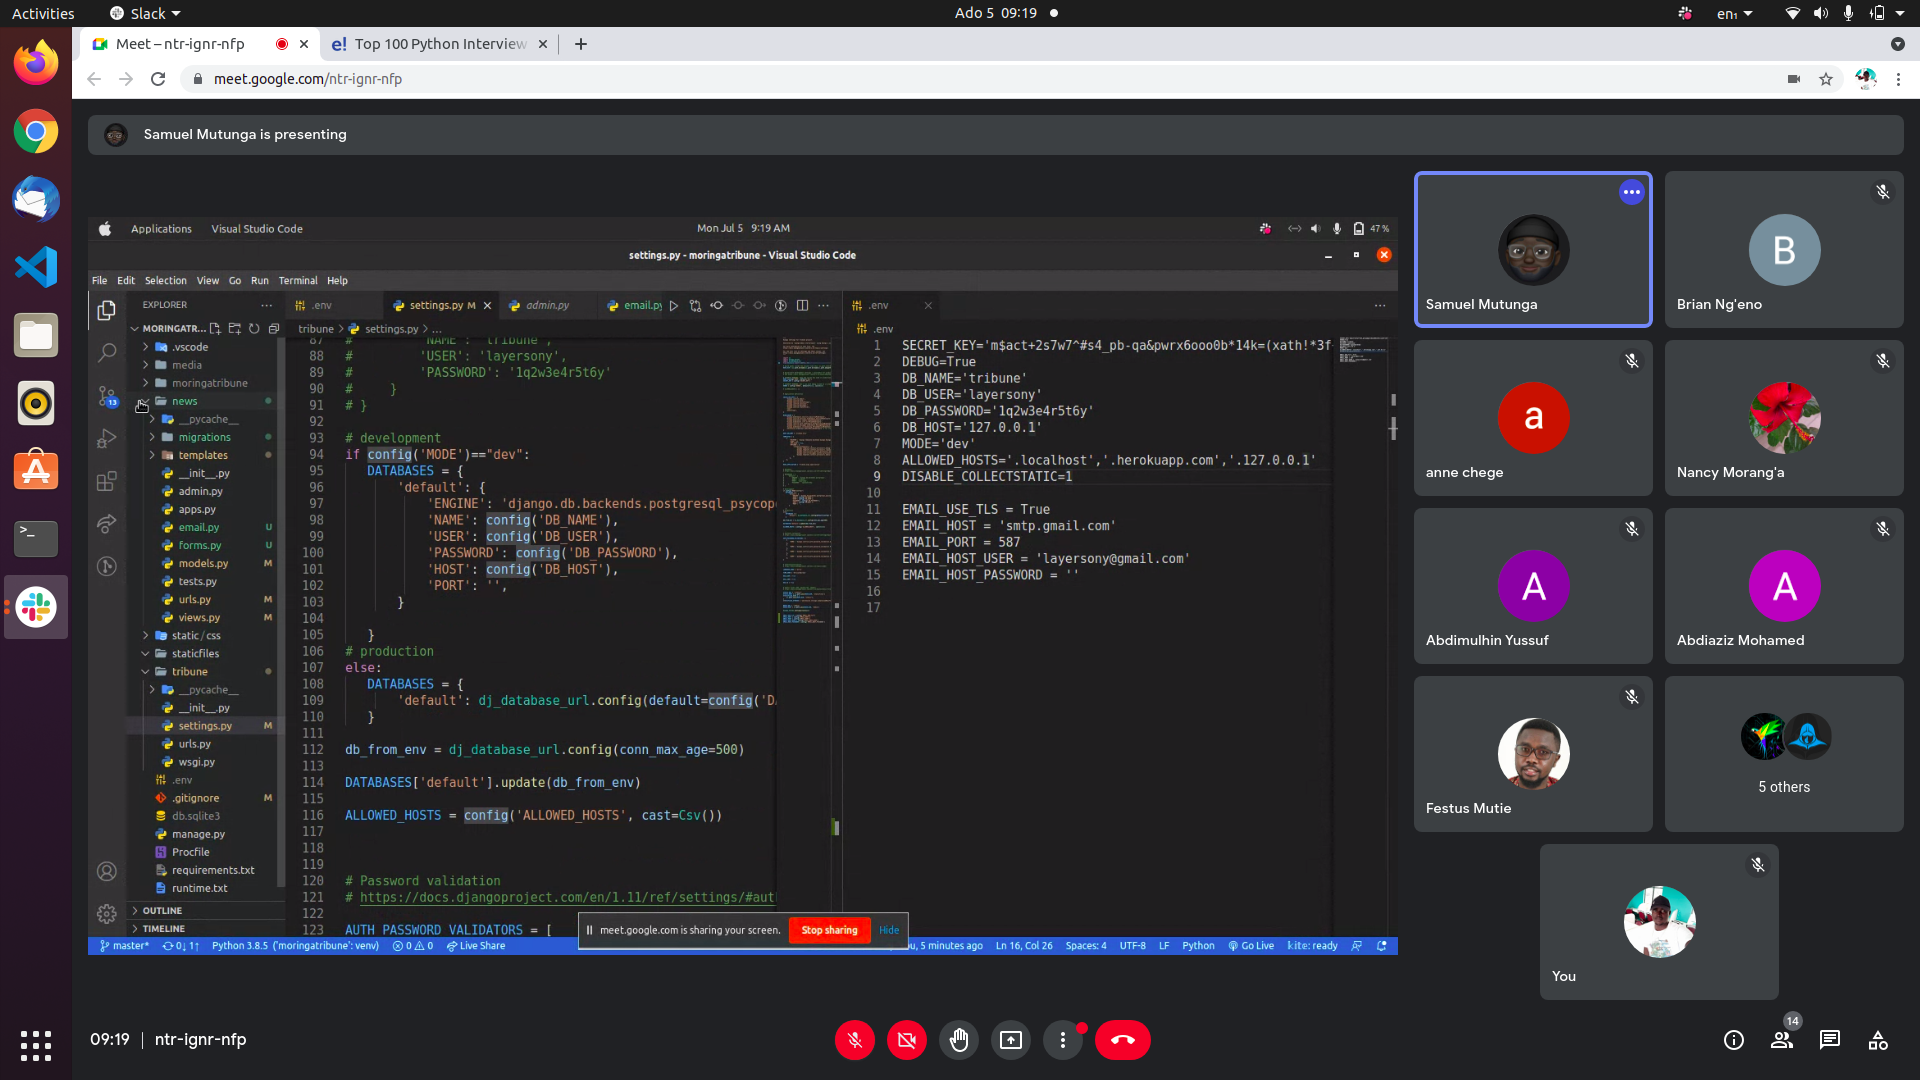 Activities
Slack
Ado 5 09:19
en₁
Meet – ntr-ignr-nfp
e! Top 100 Python Interview
meet.google.com/ntr-ignr-nfp
Samuel Mutunga is presenting
Applications
Visual Studio Code
Mon Jul 5 9:19 AM
47 %
settings.py - moringatribune - Visual Studio Code
File Edit Selection View Go Run Terminal Help
EXPLORER
MORINGATR...
.vscode
media
moringatribune
news
__pycache__
migrations
templates
__init__.py
admin.py
apps.py
email.py U
forms.py U
models.py M
tests.py
urls.py M
views.py M
static / css
staticfiles
tribune
__pycache__
__init__.py
settings.py M
urls.py
wsgi.py
.env
.gitignore M
db.sqlite3
manage.py
Procfile
requirements.txt
runtime.txt
OUTLINE
TIMELINE
13
.env
settings.py M
admin.py
email.py
tribune > settings.py > ...
87 # 'NAME': 'tribune',
88 # 'USER': 'layersony',
89 # 'PASSWORD': '1q2w3e4r5t6y'
90 # }
91 # }
92
93 # development
94 if config('MODE')=="dev":
95 DATABASES = {
96 'default': {
97 'ENGINE': 'django.db.backends.postgresql_psycop
98 'NAME': config('DB_NAME'),
99 'USER': config('DB_USER'),
100 'PASSWORD': config('DB_PASSWORD'),
101 'HOST': config('DB_HOST'),
102 'PORT': '',
103 }
104
105 }
106 # production
107 else:
108 DATABASES = {
109 'default': dj_database_url.config(default=config('DA
110 }
111
112 db_from_env = dj_database_url.config(conn_max_age=500)
113
114 DATABASES['default'].update(db_from_env)
115
116 ALLOWED_HOSTS = config('ALLOWED_HOSTS', cast=Csv())
117
118
119
120 # Password validation
121 # https://docs.djangoproject.com/en/1.11/ref/settings/#aut
122
123 AUTH_PASSWORD_VALIDATORS = [
.env
.env
1 SECRET_KEY='m$act+2s7w7^#s4_pb-qa&pwrx6ooo0b*14k=(xath!*3f
2 DEBUG=True
3 DB_NAME='tribune'
4 DB_USER='layersony'
5 DB_PASSWORD='1q2w3e4r5t6y'
6 DB_HOST='127.0.0.1'
7 MODE='dev'
8 ALLOWED_HOSTS='.localhost','.herokuapp.com','.127.0.0.1'
9 DISABLE_COLLECTSTATIC=1
10
11 EMAIL_USE_TLS = True
12 EMAIL_HOST = 'smtp.gmail.com'
13 EMAIL_PORT = 587
14 EMAIL_HOST_USER = 'layersony@gmail.com'
15 EMAIL_HOST_PASSWORD = ''
16
17
meet.google.com is sharing your screen. Stop sharing Hide
master* 0↓ 1↑ Python 3.8.5 ('moringatribune': venv) 0 0 Live Share
u, 5 minutes ago Ln 16, Col 26 Spaces: 4 UTF-8 LF Python Go Live kite: ready
Samuel Mutunga
B
Brian Ng'eno
a
anne chege
Nancy Morang'a
A
Abdimulhin Yussuf
A
Abdiaziz Mohamed
Festus Mutie
5 others
You
09:19 | ntr-ignr-nfp
14